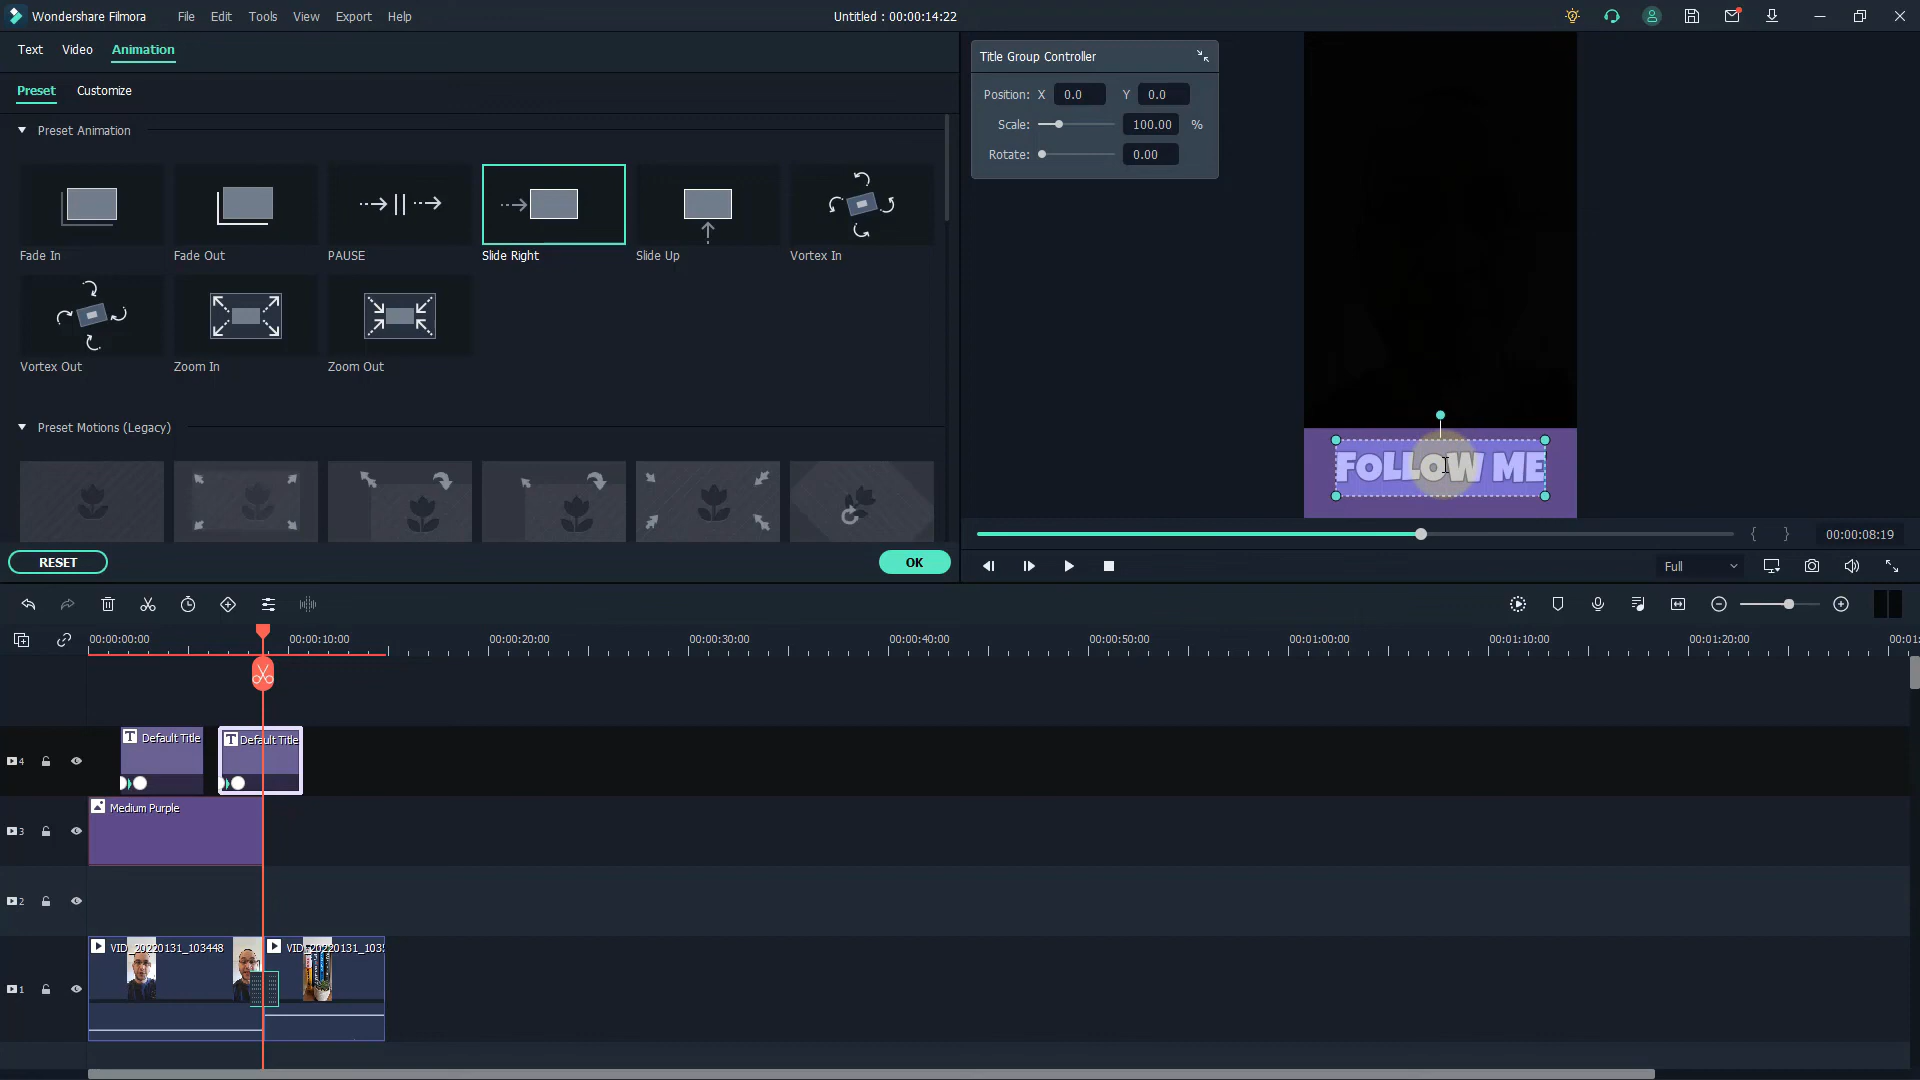 Wondershare Filmora File Edit Tools View Export Help Untitled : 00:00:14:22
Text Video Animation
Preset Customize
Preset Animation
Fade In Fade Out PAUSE Slide Right Slide Up Vortex In
Vortex Out Zoom In Zoom Out
Preset Motions (Legacy)
RESET OK
Title Group Controller
Position: X 0.0 Y 0.0
Scale: 100.00 %
Rotate: 0.00
FOLLOW ME
00:00:08:19
Full
00:00:00:00 00:00:10:00 00:00:20:00 00:00:30:00 00:00:40:00 00:00:50:00 00:01:00:00 00:01:10:00 00:01:20:00
4 Default Title Default Title
3 Medium Purple
2
1 VID_20220131_103448